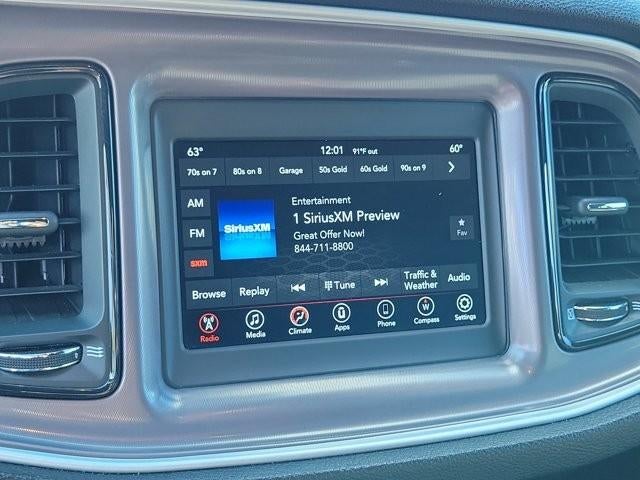 63° 12:01 91°F out 60°
70s on 7 80s on 8 Garage 50s Gold 60s Gold 90s on 9
AM
FM
sxm
SiriusXM
Entertainment
1 SiriusXM Preview
Great Offer Now!
844-711-8800
Fav
Browse Replay Tune Traffic & Weather Audio
Radio Media Climate Apps Phone W Compass Settings